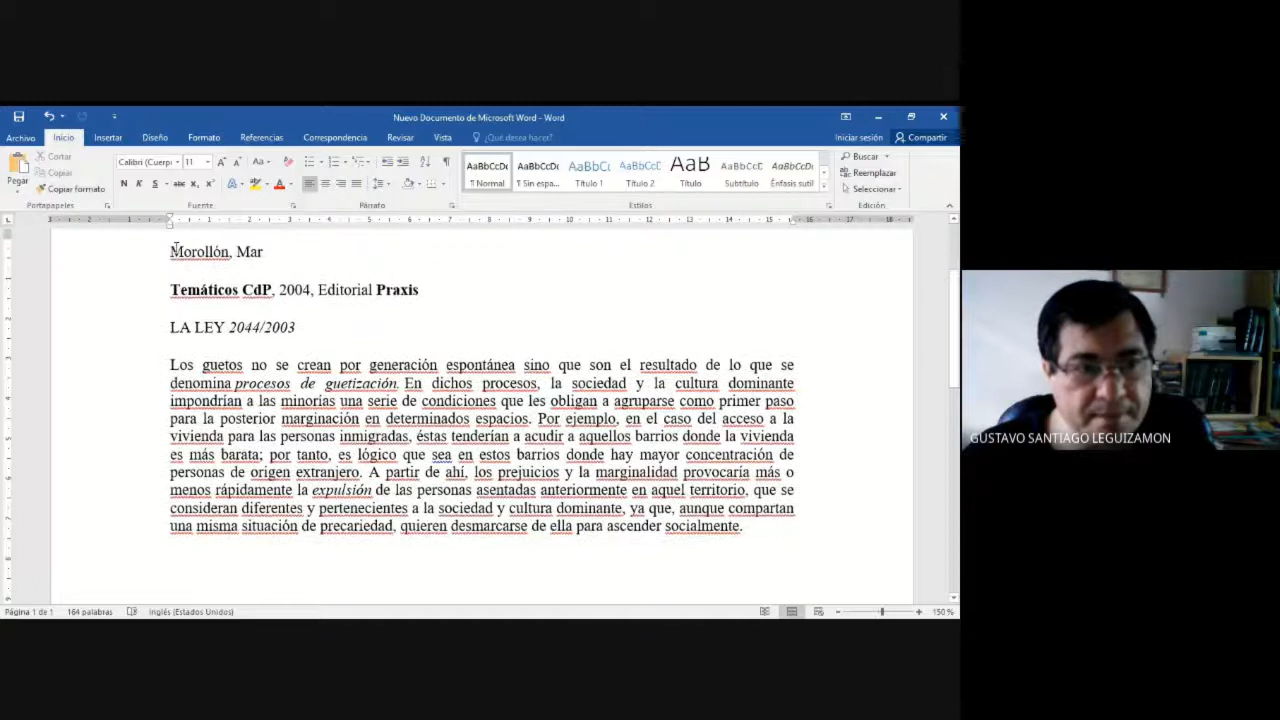 Nuevo Documento de Microsoft Word - Word
Archivo Inicio Insertar Diseño Formato Referencias Correspondencia Revisar Vista ¿Qué desea hacer? Iniciar sesión Compartir
Pegar
Cortar
Copiar
Copiar formato
Portapapeles
Calibri (Cuerp 11
N K S abc x₂ x²
Fuente
Párrafo
AaBbCcDc AaBbCcDc AaBbCc AaBbCcC AaB AaBbCcD AaBbCcDc
¶ Normal ¶ Sin espa... Título 1 Título 2 Título Subtítulo Énfasis sutil
Estilos
Buscar
Reemplazar
Seleccionar
Edición
Morollón, Mar
Temáticos CdP, 2004, Editorial Praxis
LA LEY 2044/2003
Los guetos no se crean por generación espontánea sino que son el resultado de lo que se
denomina procesos de guetización. En dichos procesos, la sociedad y la cultura dominante
impondrían a las minorías una serie de condiciones que les obligan a agruparse como primer paso
para la posterior marginación en determinados espacios. Por ejemplo, en el caso del acceso a la
vivienda para las personas inmigradas, éstas tenderían a acudir a aquellos barrios donde la vivienda
es más barata; por tanto, es lógico que sea en estos barrios donde hay mayor concentración de
personas de origen extranjero. A partir de ahí, los prejuicios y la marginalidad provocaría más o
menos rápidamente la expulsión de las personas asentadas anteriormente en aquel territorio, que se
consideran diferentes y pertenecientes a la sociedad y cultura dominante, ya que, aunque compartan
una misma situación de precariedad, quieren desmarcarse de ella para ascender socialmente.
Página 1 de 1 164 palabras Inglés (Estados Unidos) 150 %
GUSTAVO SANTIAGO LEGUIZAMON